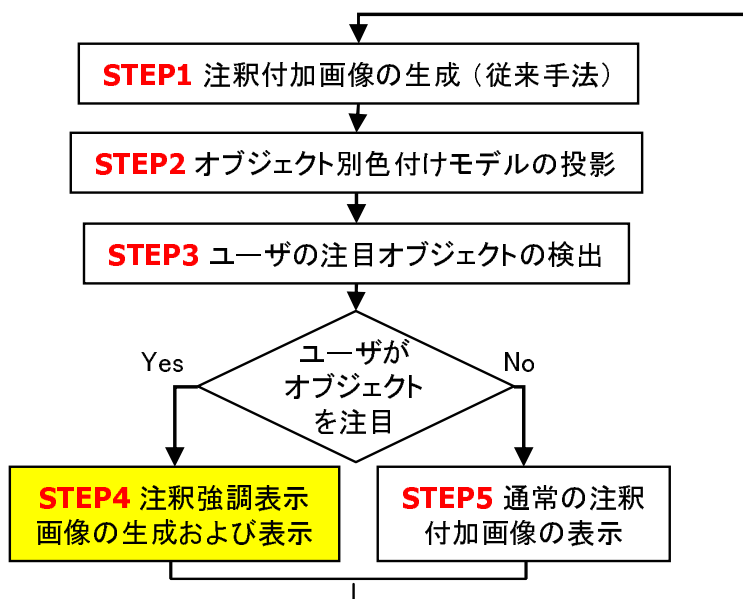 STEP1 注釈付加画像の生成（従来手法）
STEP2 オブジェクト別色付けモデルの投影
STEP3 ユーザの注目オブジェクトの検出
ユーザが
オブジェクト
を注目
Yes
No
STEP4 注釈強調表示
画像の生成および表示
STEP5 通常の注釈
付加画像の表示